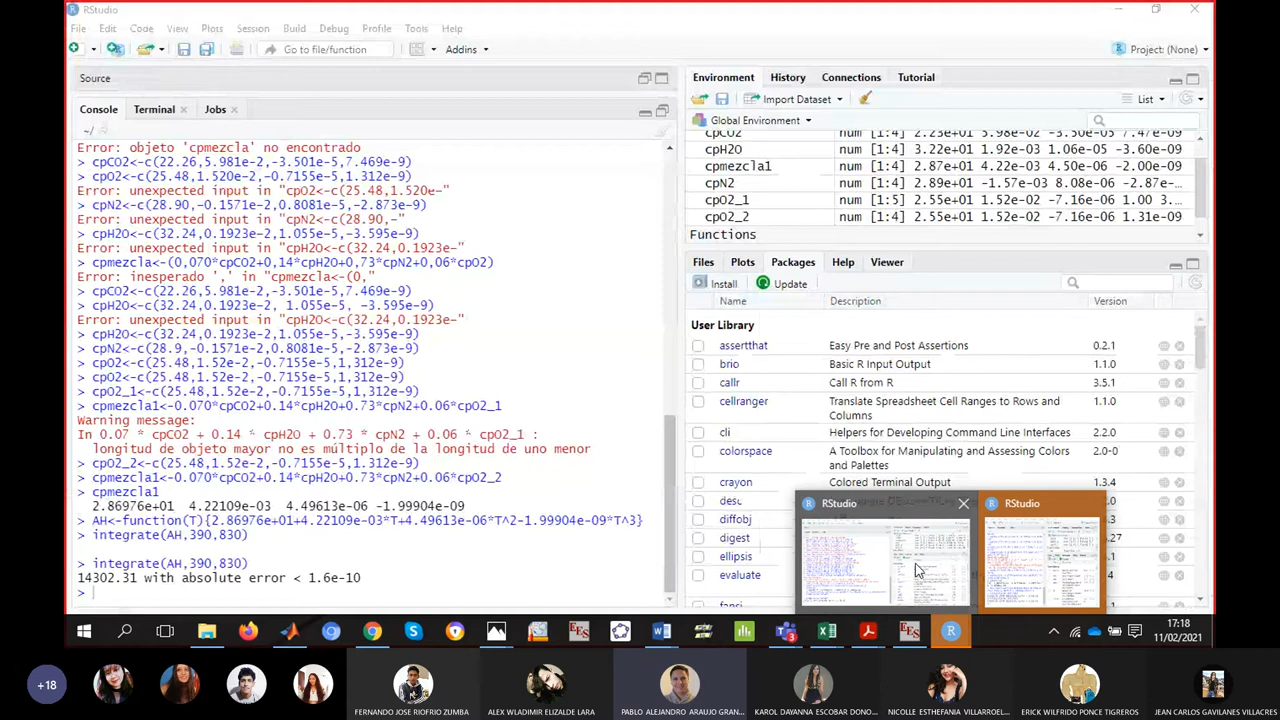 RStudio
File Edit Code View Plots Session Build Debug Profile Tools Help
Go to file/function Addins Project: (None)
Source
Console Terminal Jobs
~/
Error: objeto 'cpmezcla' no encontrado
> cpCO2<-c(22.26,5.981e-2,-3.501e-5,7.469e-9)
> cpO2<-c(25.48,1.520e-2,-0.7155e-5,1.312e-9)
Error: unexpected input in "cpO2<-c(25.48,1.520e-"
> cpN2<-c(28.90,-0.1571e-2,0.8081e-5,-2.873e-9)
Error: unexpected input in "cpN2<-c(28.90,-"
> cpH2O<-c(32.24,0.1923e-2,1.055e-5,-3.595e-9)
Error: unexpected input in "cpH2O<-c(32.24,0.1923e-"
> cpmezcla<-(0,070*cpCO2+0,14*cpH2O+0,73*cpN2+0,06*cpO2)
Error: inesperado ',' in "cpmezcla<-(0,"
> cpCO2<-c(22.26,5.981e-2,-3.501e-5,7.469e-9)
> cpH2O<-c(32.24,0.1923e-2, 1.055e-5, -3.595e-9)
Error: unexpected input in "cpH2O<-c(32.24,0.1923e-"
> cpH2O<-c(32.24,0.1923e-2,1.055e-5,-3.595e-9)
> cpN2<-c(28.9,-0.1571e-2,0.8081e-5,-2.873e-9)
> cpO2<-c(25.48,1.52e-2,-0.7155e-5,1,312e-9)
> cpO2<-c(25.48,1.52e-2,-0.7155e-5,1,312e-9)
> cpO2_1<-c(25.48,1.52e-2,-0.7155e-5,1,312e-9)
> cpmezcla1<-0.070*cpCO2+0.14*cpH2O+0.73*cpN2+0.06*cpO2_1
Warning message:
In 0.07 * cpCO2 + 0.14 * cpH2O + 0.73 * cpN2 + 0.06 * cpO2_1 :
longitud de objeto mayor no es múltiplo de la longitud de uno menor
> cpO2_2<-c(25.48,1.52e-2,-0.7155e-5,1.312e-9)
> cpmezcla1<-0.070*cpCO2+0.14*cpH2O+0.73*cpN2+0.06*cpO2_2
> cpmezcla1
2.86976e+01 4.22109e-03 4.49613e-06 -1.99904e-09
> AH<-function(T){2.86976e+01+4.22109e-03*T+4.49613e-06*T^2-1.99904e-09*T^3}
> integrate(AH,390,830)
integrate(AH,390,830)
14302.31 with absolute error < 1.6e-10
>
Environment History Connections Tutorial
Import Dataset List
Global Environment
cpCO2 num [1:4] 2.23e+01 5.98e-02 -3.50e-05 7.47e-09
cpH2O num [1:4] 3.22e+01 1.92e-03 1.06e-05 -3.60e-09
cpmezcla1 num [1:4] 2.87e+01 4.22e-03 4.50e-06 -2.00e-09
cpN2 num [1:4] 2.89e+01 -1.57e-03 8.08e-06 -2.87e-…
cpO2_1 num [1:5] 2.55e+01 1.52e-02 -7.16e-06 1.00 3.…
cpO2_2 num [1:4] 2.55e+01 1.52e-02 -7.16e-06 1.31e-09
Functions
Files Plots Packages Help Viewer
Install Update
Name Description Version
User Library
assertthat Easy Pre and Post Assertions 0.2.1
brio Basic R Input Output 1.1.0
callr Call R from R 3.5.1
cellranger Translate Spreadsheet Cell Ranges to Rows and Columns 1.1.0
cli Helpers for Developing Command Line Interfaces 2.2.0
colorspace A Toolbox for Manipulating and Assessing Colors and Palettes 2.0-0
crayon Colored Terminal Output 1.3.4
desc
diffobj
digest 6.27
ellipsis
evaluate
fansi
RStudio RStudio
17:18
11/02/2021
+18
FERNANDO JOSE RIOFRIO ZUMBA
ALEX WLADIMIR ELIZALDE LARA
PABLO ALEJANDRO ARAUJO GRAN...
KAROL DAYANNA ESCOBAR DONO...
NICOLLE ESTHEFANIA VILLARROEL...
ERICK WILFRIDO PONCE TIGREROS
JEAN CARLOS GAVILANES VILLACRES